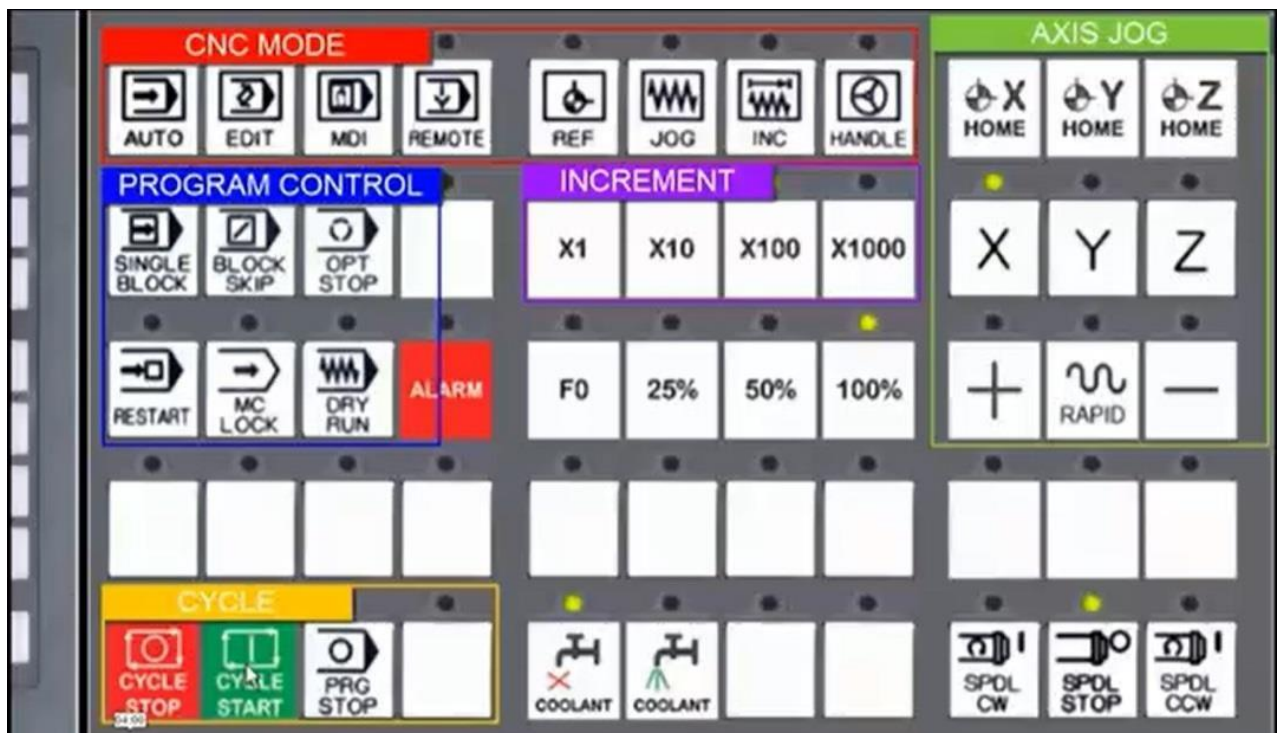 CNC MODE
AXIS JOG
AUTO EDIT MDI REMOTE REF JOG INC HANDLE
X HOME
Y HOME
Z HOME
PROGRAM CONTROL
INCREMENT
SINGLE BLOCK
BLOCK SKIP
OPT STOP
X1 X10 X100 X1000
X Y Z
RESTART
MC LOCK
DRY RUN
ALARM
F0 25% 50% 100%
+ RAPID —
CYCLE
CYCLE STOP
CYCLE START
PRG STOP
COOLANT COOLANT
SPDL CW
SPDL STOP
SPDL CCW
04:00